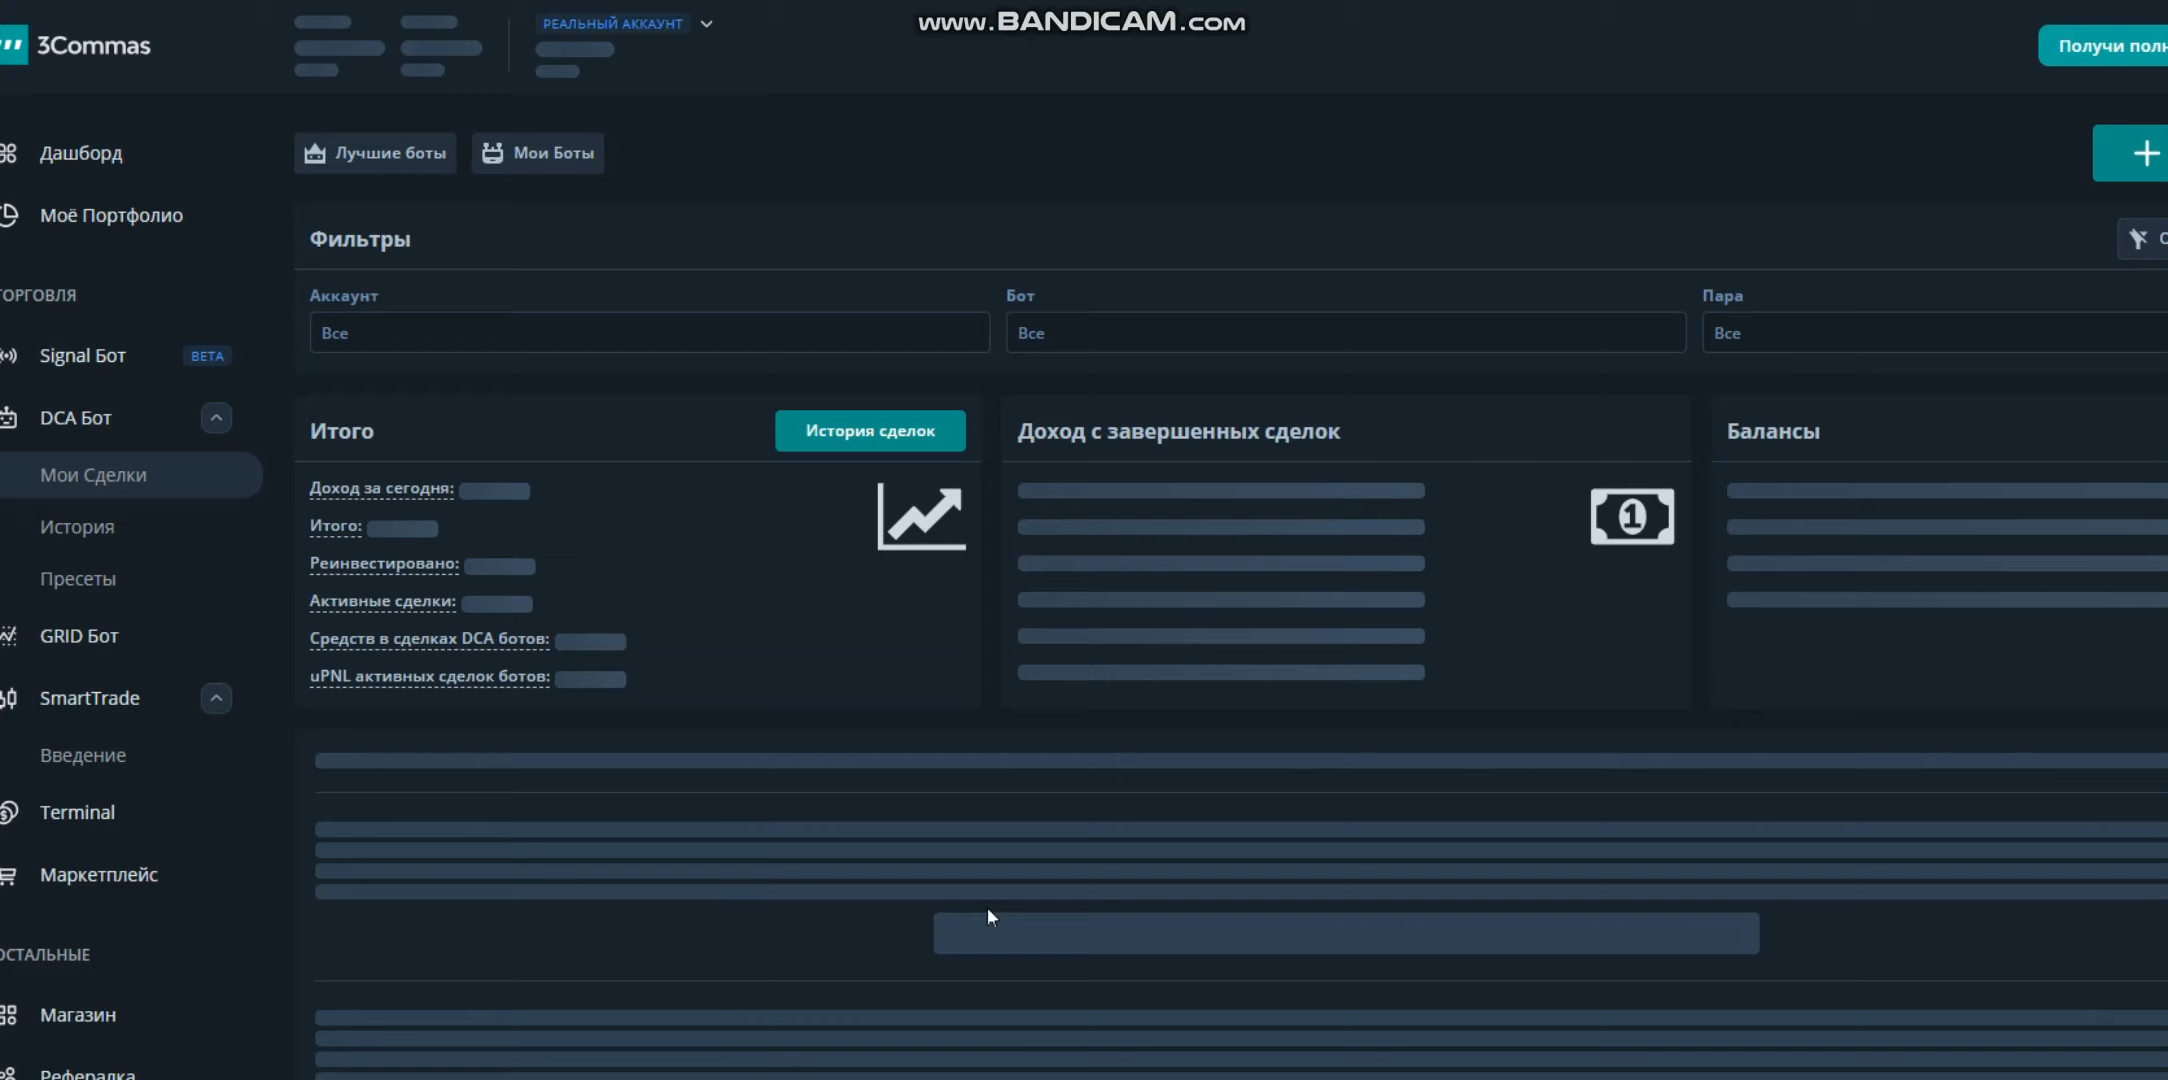 www.BANDICAM.com
3Commas
РЕАЛЬНЫЙ АККАУНТ
Получи
Дашборд
Моё Портфолио
ТОРГОВЛЯ
Signal Бот BETA
DCA Бот
Мои Сделки
История
Пресеты
GRID Бот
SmartTrade
Введение
Terminal
Маркетплейс
ОСТАЛЬНЫЕ
Магазин
Рефералка
Лучшие боты Мои Боты
Фильтры
Аккаунт Бот Пара
Все Все Все
Итого История сделок
Доход за сегодня:
Итого:
Реинвестировано:
Активные сделки:
Средств в сделках DCA ботов:
uPNL активных сделок ботов:
Доход с завершенных сделок
Балансы